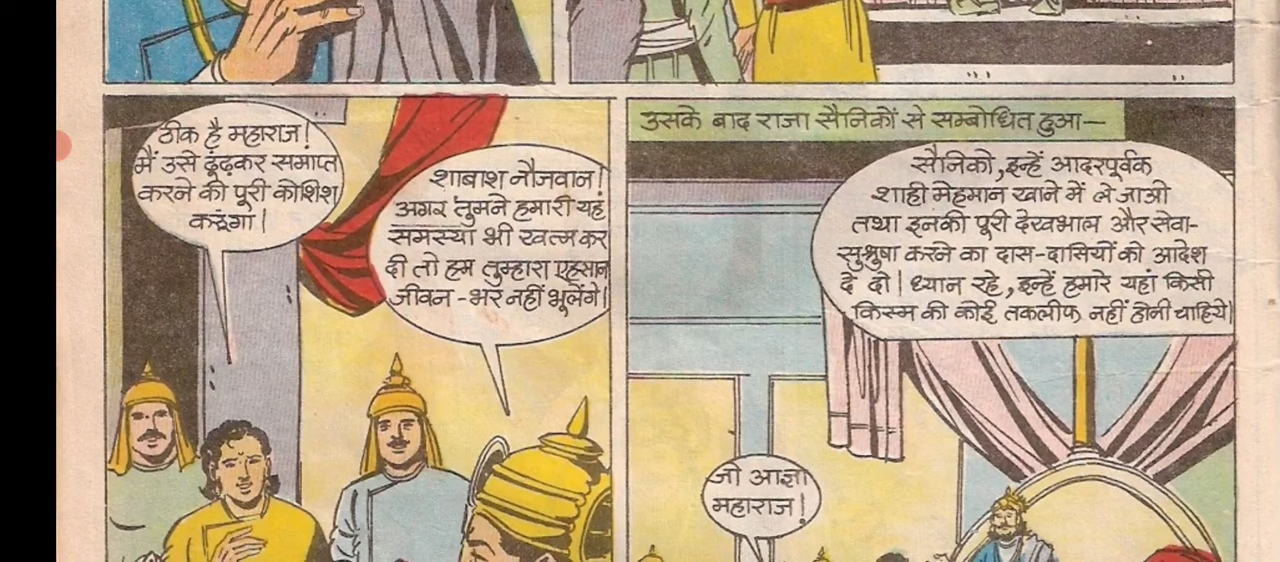 ठीक है महाराज!
मैं उसे ढूंढ़कर समाप्त
करने की पूरी कोशिश
करूंगा।
शाबाश नौजवान!
अगर तुमने हमारी यह
समस्या भी खत्म कर
दी तो हम तुम्हारा एहसान
जीवन-भर नहीं भूलेंगे।
उसके बाद राजा सैनिकों से सम्बोधित हुआ—
सैनिको, इन्हें आदरपूर्वक
शाही मेहमान खाने में ले जाओ
तथा इनकी पूरी देखभाल और सेवा-
सुश्रुषा करने का दास-दासियों को आदेश
दे दो। ध्यान रहे, इन्हें हमारे यहां किसी
किस्म की कोई तकलीफ नहीं होनी चाहिये।
जो आज्ञा
महाराज!